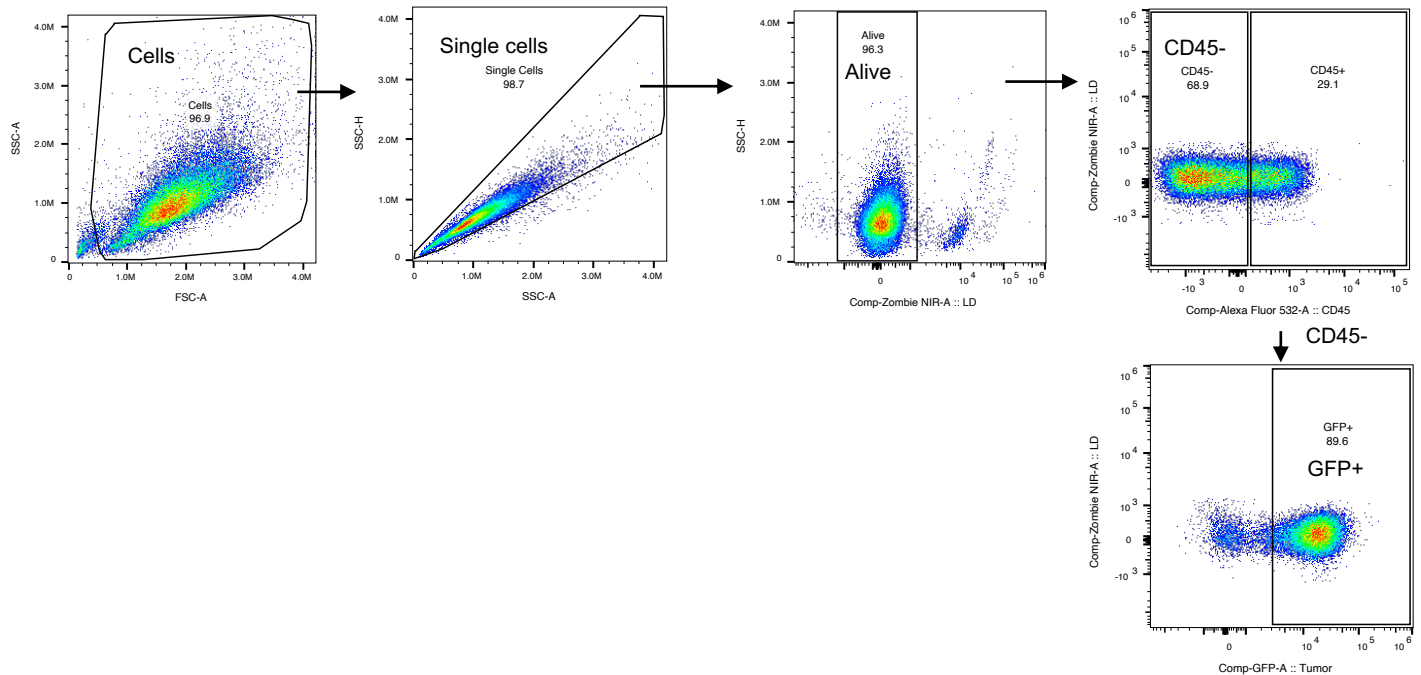 4.0M
3.0M
2.0M
1.0M
0
SSC-A
Cells
Cells
96.9
0
1.0M
2.0M
3.0M
4.0M
FSC-A
4.0M
3.0M
2.0M
1.0M
0
SSC-H
Single cells
Single Cells
98.7
0
1.0M
2.0M
3.0M
4.0M
SSC-A
4.0M
3.0M
2.0M
1.0M
0
SSC-H
Alive
96.3
Alive
0
10 4
10 5
10 6
Comp-Zombie NIR-A :: LD
10 6
10 5
10 4
10 3
0
-10 3
Comp-Zombie NIR-A :: LD
CD45-
CD45-
68.9
CD45+
29.1
-10 3
0
10 3
10 4
10 5
Comp-Alexa Fluor 532-A :: CD45
CD45-
10 6
10 5
10 4
10 3
0
-10 3
Comp-Zombie NIR-A :: LD
GFP+
89.6
GFP+
0
10 4
10 5
10 6
Comp-GFP-A :: Tumor